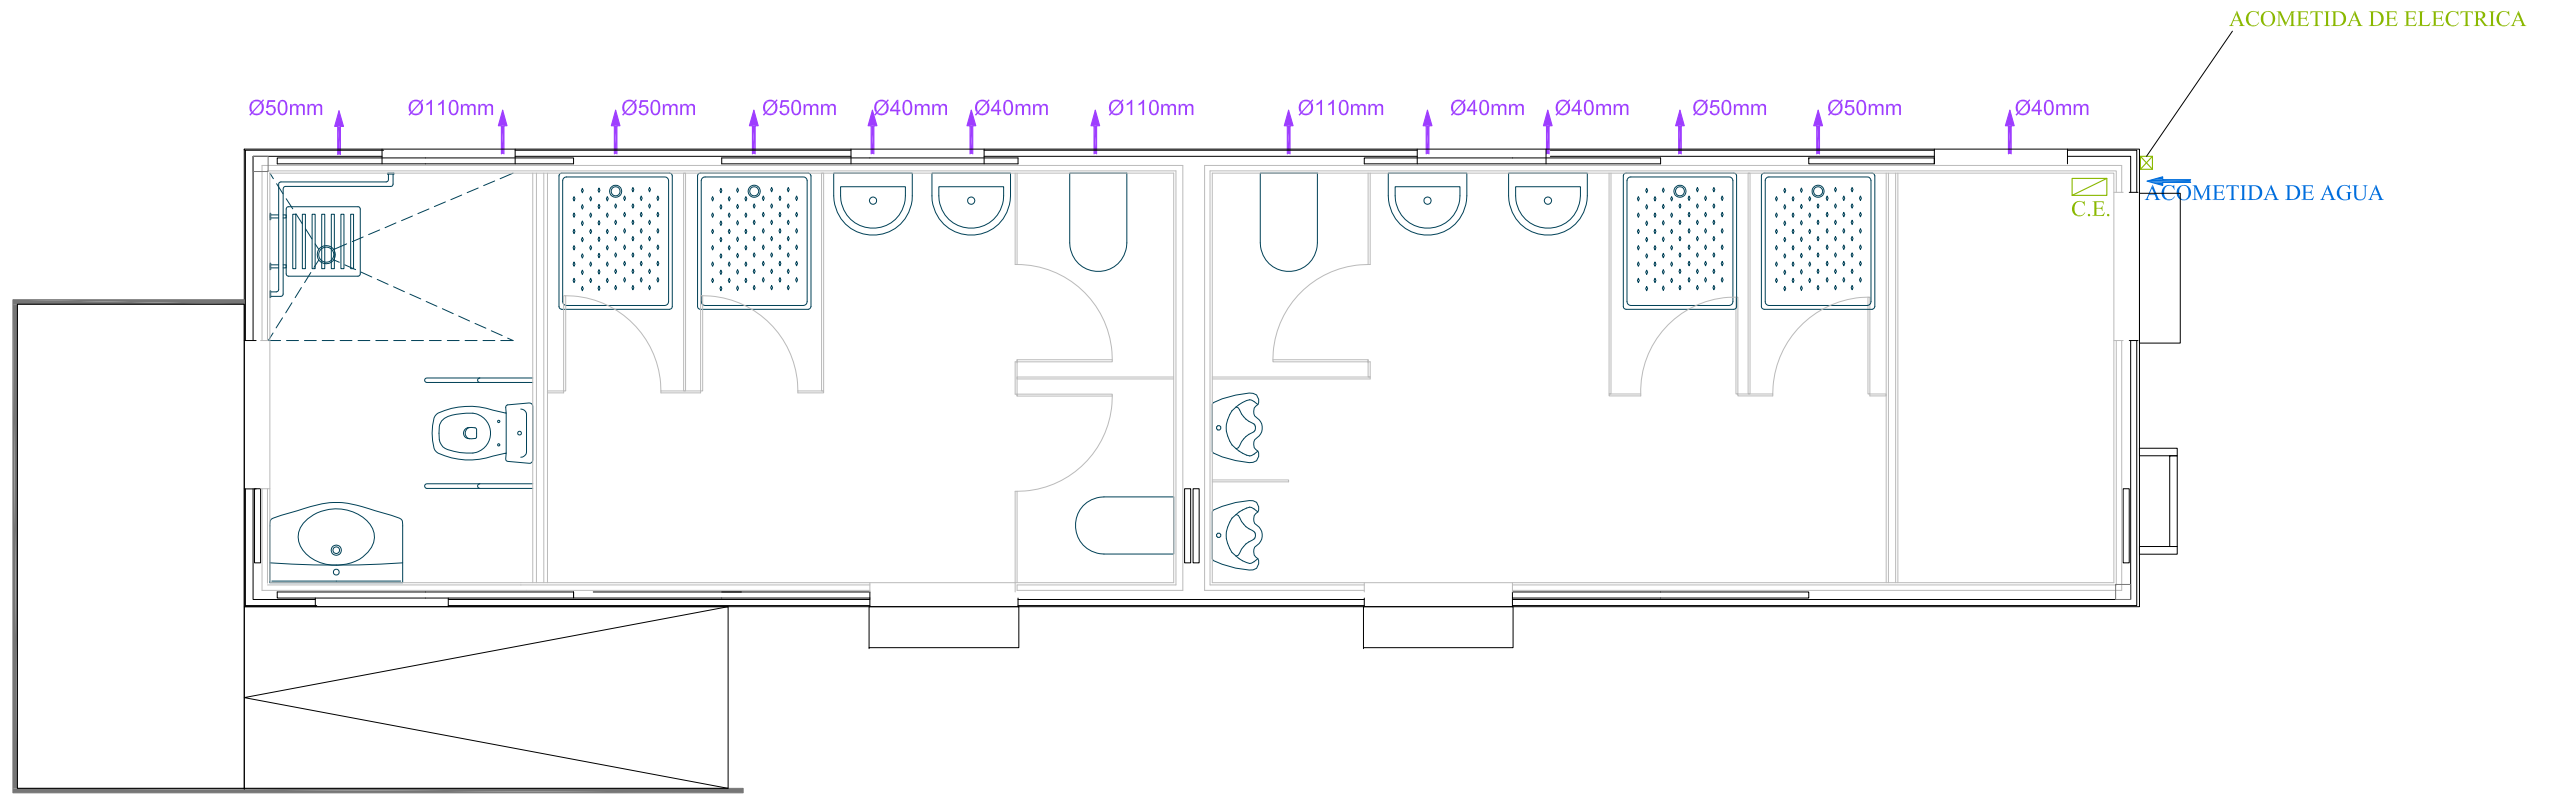 ACOMETIDA DE ELECTRICA
Ø50mm Ø110mm Ø50mm Ø50mm Ø40mm Ø40mm Ø110mm Ø110mm Ø40mm Ø40mm Ø50mm Ø50mm Ø40mm
ACOMETIDA DE AGUA
C.E.